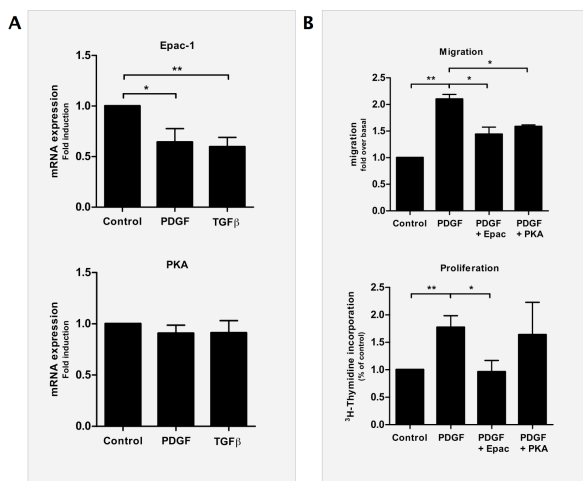 A
Epac-1
**
*
mRNA expression
Fold induction
1.5
1.0
0.5
0.0
Control PDGF TGFβ
PKA
mRNA expression
Fold induction
1.5
1.0
0.5
0.0
Control PDGF TGFβ
B
Migration
*
** *
migration
fold over basal
2.5
2.0
1.5
1.0
0.5
0.0
Control PDGF PDGF PDGF
+ Epac + PKA
Proliferation
** *
³H-Thymidine incorporation
(% of control)
2.5
2.0
1.5
1.0
0.5
0.0
Control PDGF PDGF PDGF
+ Epac + PKA